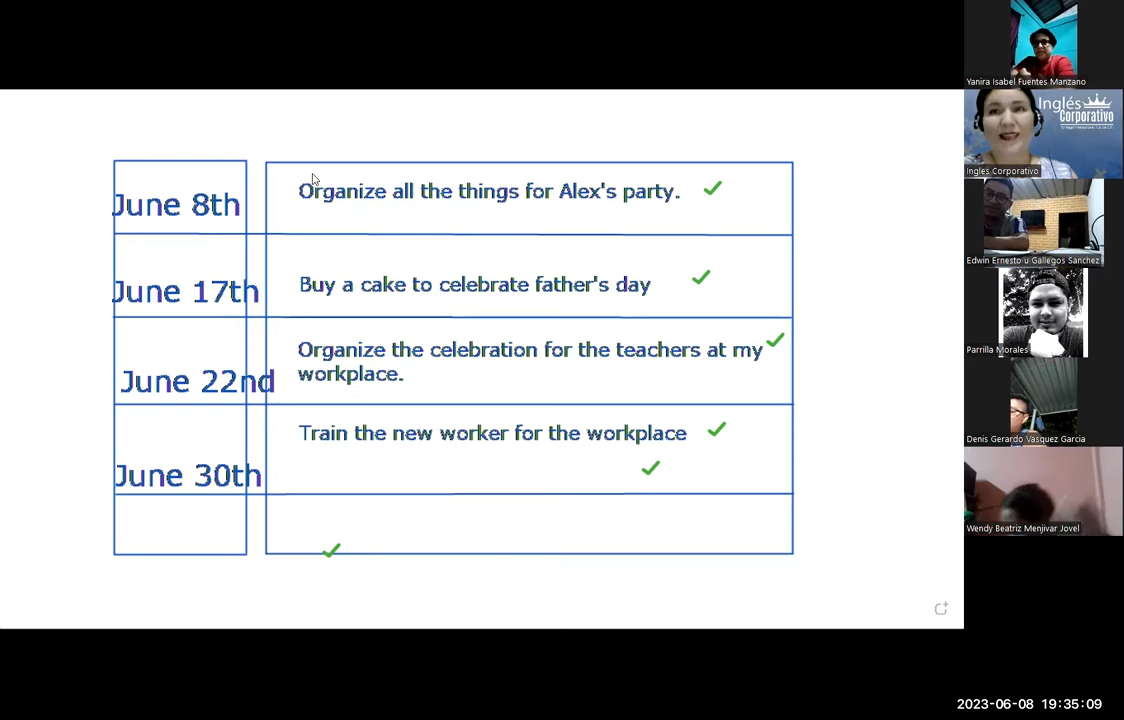 Yanira Isabel Fuentes Manzano
Inglés
Corporativo
Ingles Corporativo
June 8th
Organize all the things for Alex's party.
Edwin Ernesto u Gallegos Sanchez
June 17th
Buy a cake to celebrate father's day
Parrilla Morales
June 22nd
Organize the celebration for the teachers at my
workplace.
Denis Gerardo Vasquez Garcia
June 30th
Train the new worker for the workplace
Wendy Beatriz Menjivar Jovel
2023-06-08 19:35:09